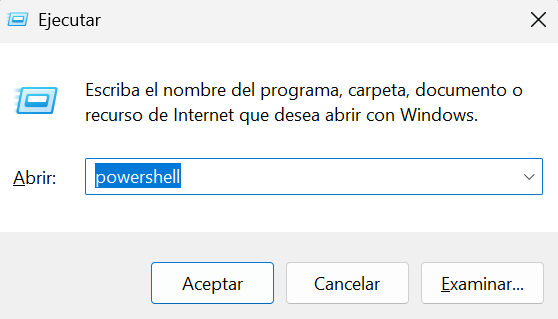 Ejecutar
Escriba el nombre del programa, carpeta, documento o
recurso de Internet que desea abrir con Windows.
Abrir: powershell
Aceptar Cancelar Examinar...